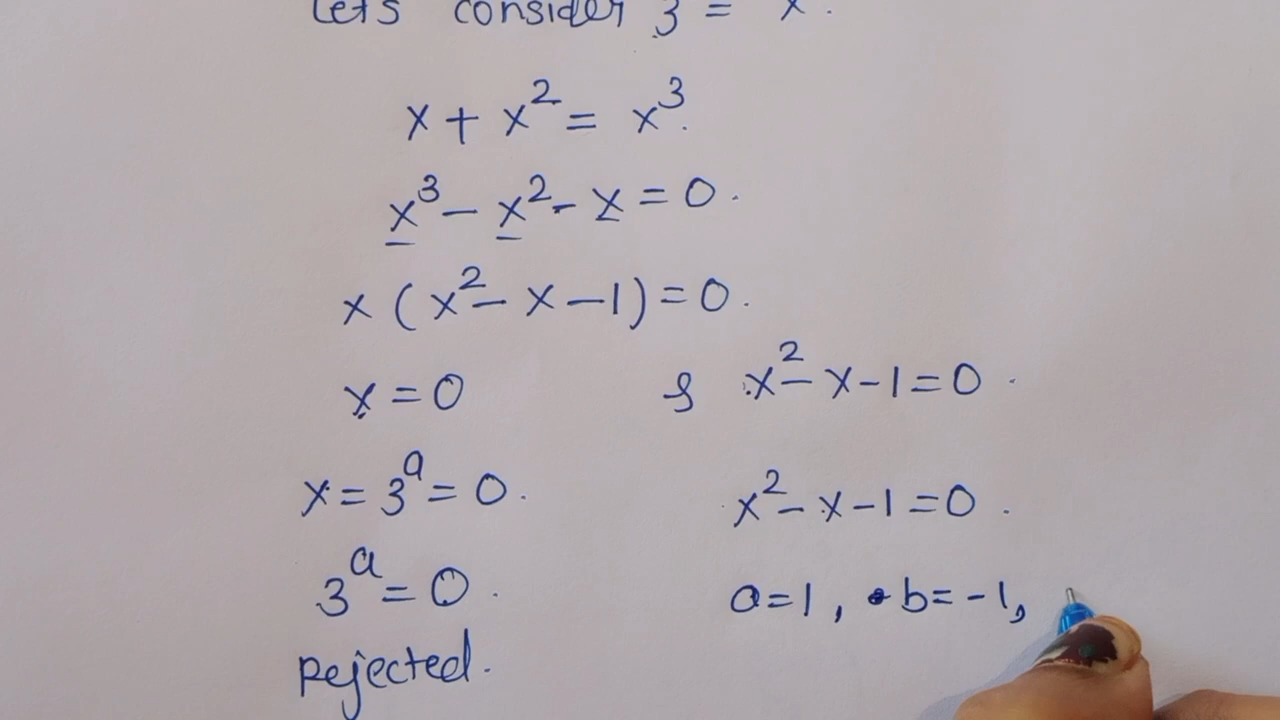 Lets consider 3 = x.
x + x² = x³.
x³ - x² - x = 0.
x (x² - x - 1) = 0.
x = 0 & x² - x - 1 = 0.
x = 3ᵃ = 0. x² - x - 1 = 0.
3ᵃ = 0. a = 1, b = -1,
Rejected.